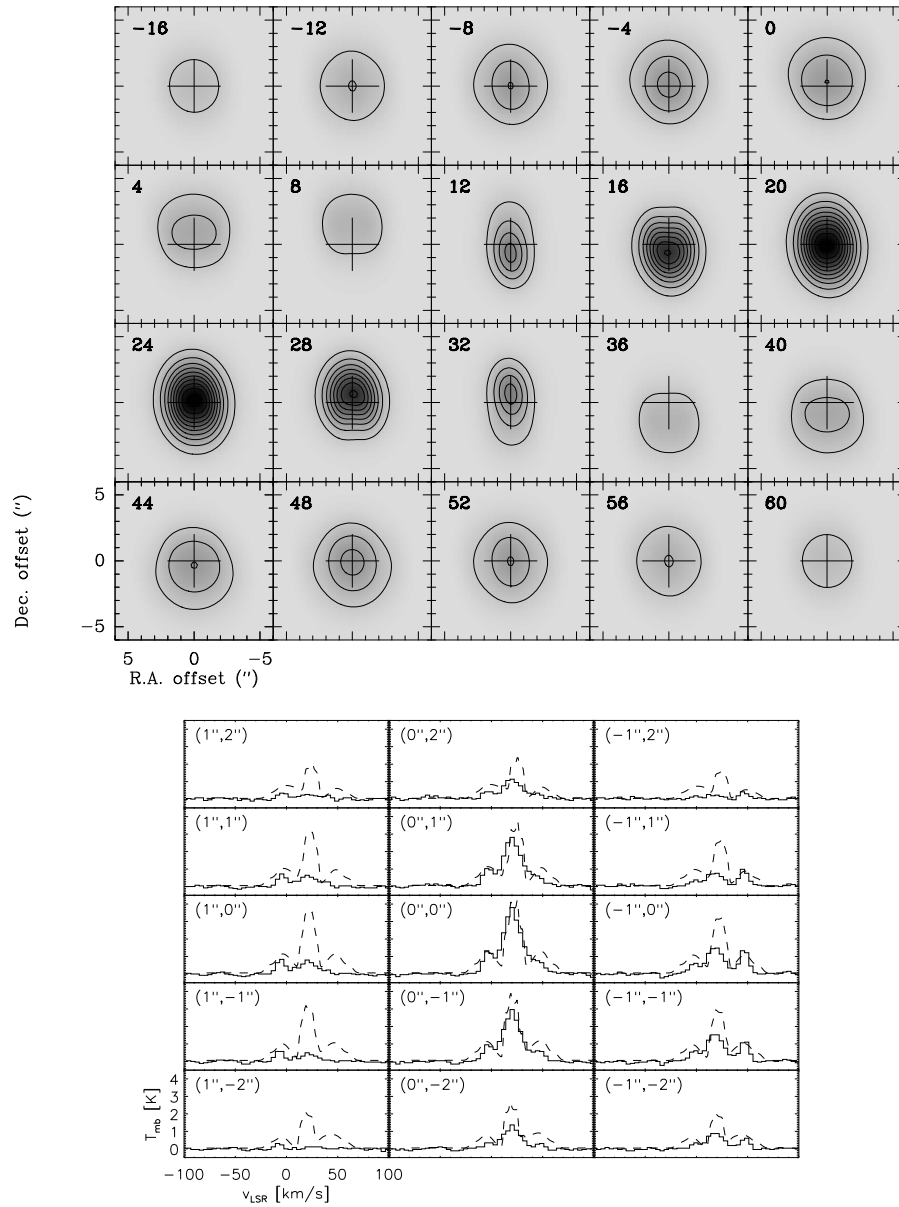 -16 -12 -8 -4 0
4 8 12 16 20
24 28 32 36 40
44 48 52 56 60
5
0
-5
Dec. offset (")
5 0 -5
R.A. offset (")
(1",2") (0",2") (-1",2")
(1",1") (0",1") (-1",1")
(1",0") (0",0") (-1",0")
(1",-1") (0",-1") (-1",-1")
(1",-2") (0",-2") (-1",-2")
4
3
2
1
0
T_mb [K]
-100 -50 0 50 100
v_LSR [km/s]